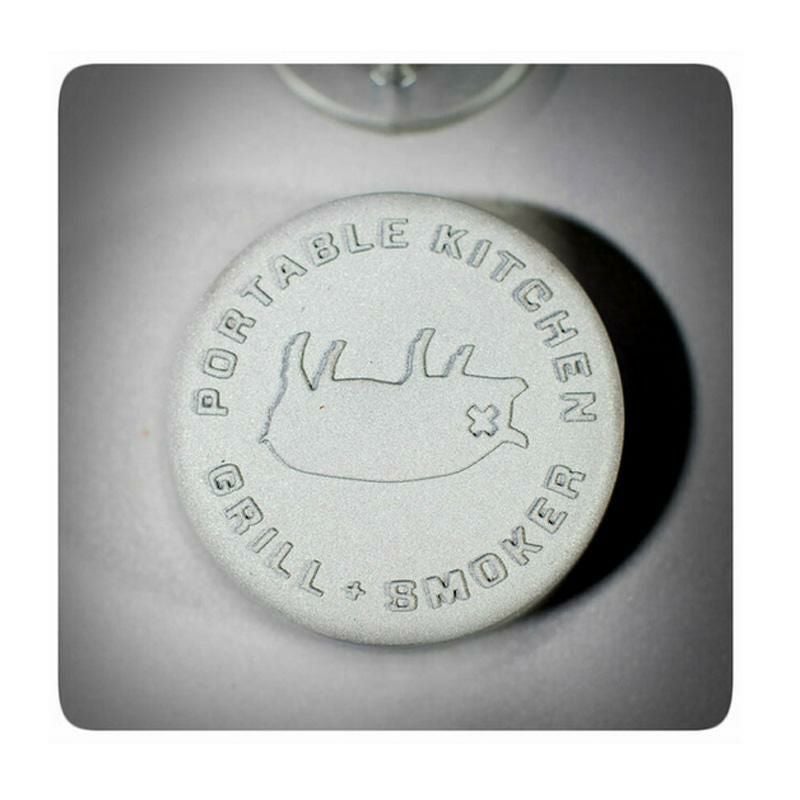 PORTABLE KITCHEN
GRILL + SMOKER